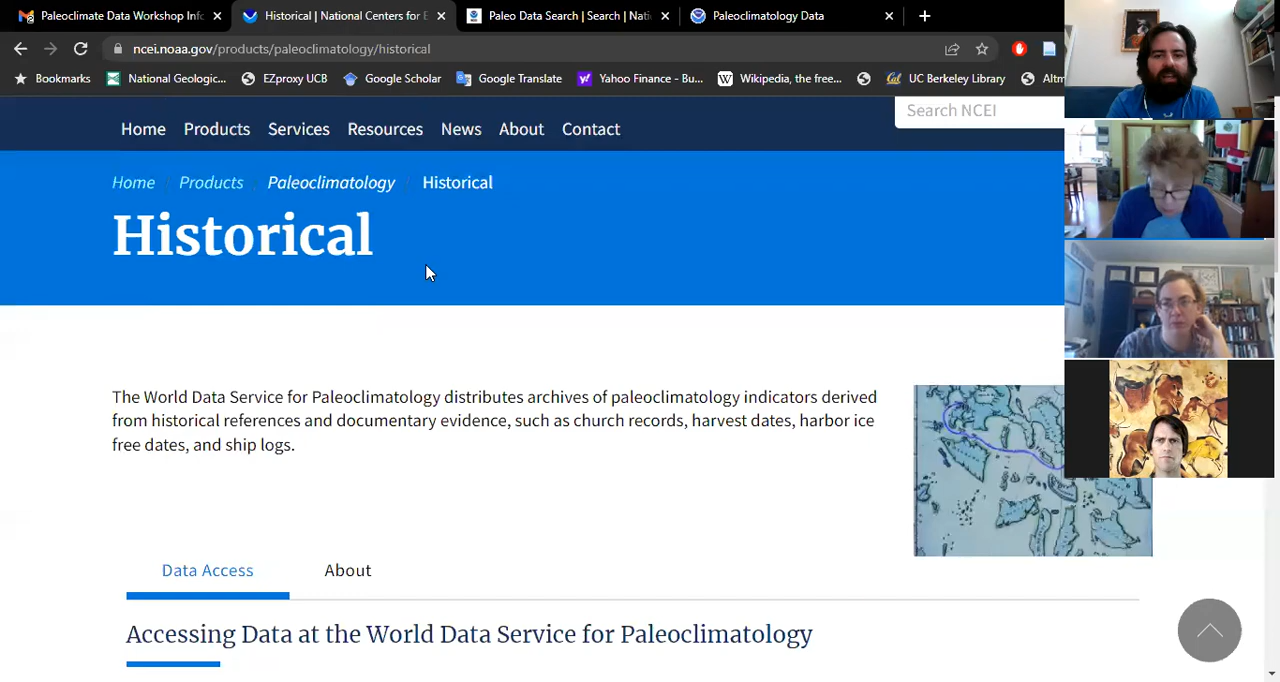 Paleoclimate Data Workshop Info
Historical | National Centers for E
Paleo Data Search | Search | Nati
Paleoclimatology Data
ncei.noaa.gov/products/paleoclimatology/historical
Bookmarks
National Geologic...
EZproxy UCB
Google Scholar
Google Translate
Yahoo Finance - Bu...
Wikipedia, the free...
Cal
UC Berkeley Library
Altm
Home Products Services Resources News About Contact
Search NCEI
Home / Products / Paleoclimatology / Historical
Historical
The World Data Service for Paleoclimatology distributes archives of paleoclimatology indicators derived
from historical references and documentary evidence, such as church records, harvest dates, harbor ice
free dates, and ship logs.
Data Access
About
Accessing Data at the World Data Service for Paleoclimatology